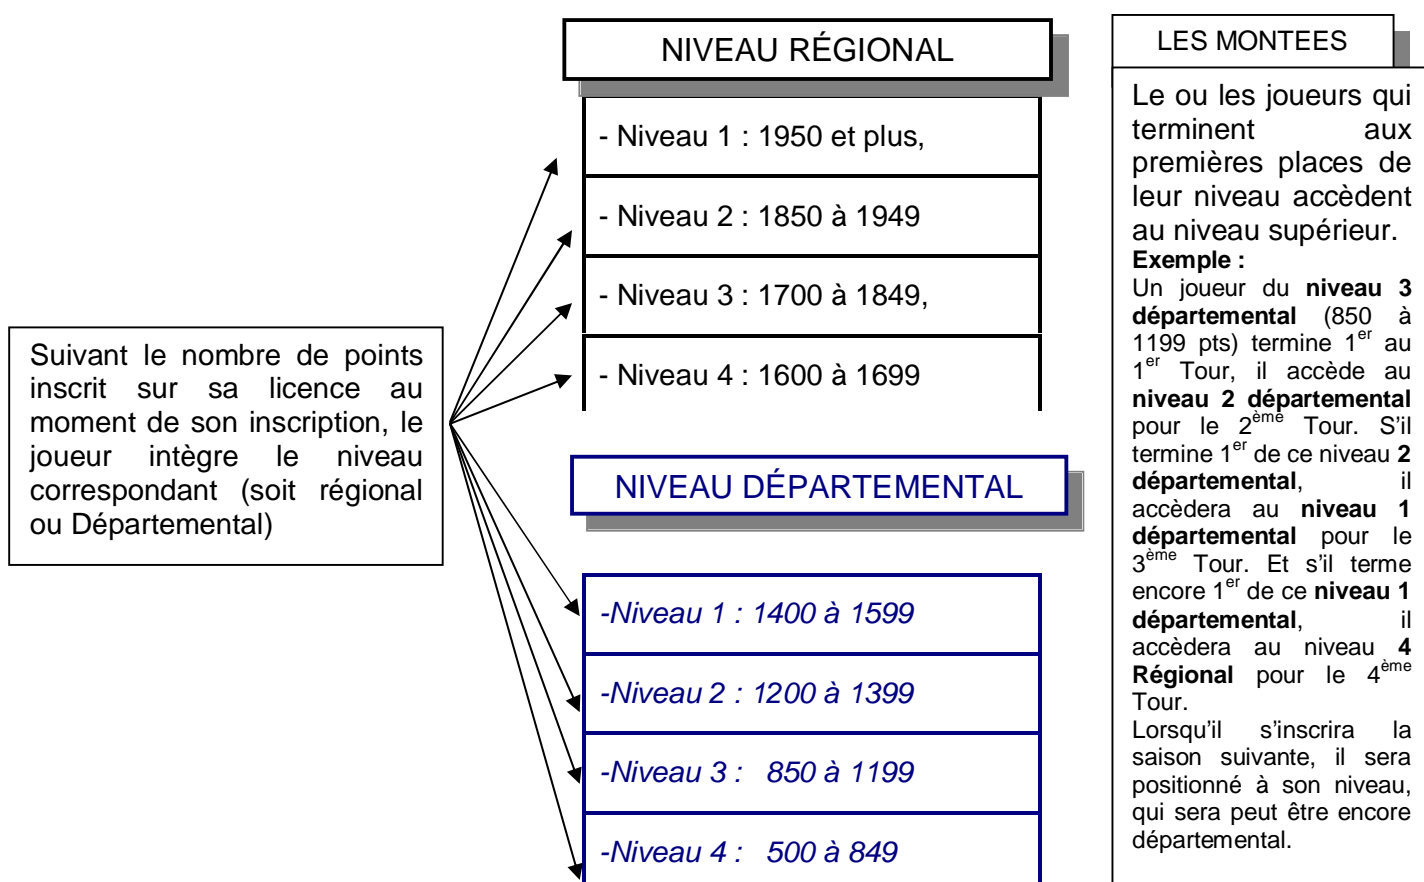 Suivant le nombre de points
inscrit sur sa licence au
moment de son inscription, le
joueur intègre le niveau
correspondant (soit régional
ou Départemental)
NIVEAU RÉGIONAL
- Niveau 1 : 1950 et plus,
- Niveau 2 : 1850 à 1949
- Niveau 3 : 1700 à 1849,
- Niveau 4 : 1600 à 1699
NIVEAU DÉPARTEMENTAL
-Niveau 1 : 1400 à 1599
-Niveau 2 : 1200 à 1399
-Niveau 3 : 850 à 1199
-Niveau 4 : 500 à 849
LES MONTEES
Le ou les joueurs qui
terminent aux
premières places de
leur niveau accèdent
au niveau supérieur.
Exemple :
Un joueur du niveau 3
départemental (850 à
1199 pts) termine 1er au
1er Tour, il accède au
niveau 2 départemental
pour le 2ème Tour. S'il
termine 1er de ce niveau 2
départemental, il
accèdera au niveau 1
départemental pour le
3ème Tour. Et s'il terme
encore 1er de ce niveau 1
départemental, il
accèdera au niveau 4
Régional pour le 4ème
Tour.
Lorsqu'il s'inscrira la
saison suivante, il sera
positionné à son niveau,
qui sera peut être encore
départemental.